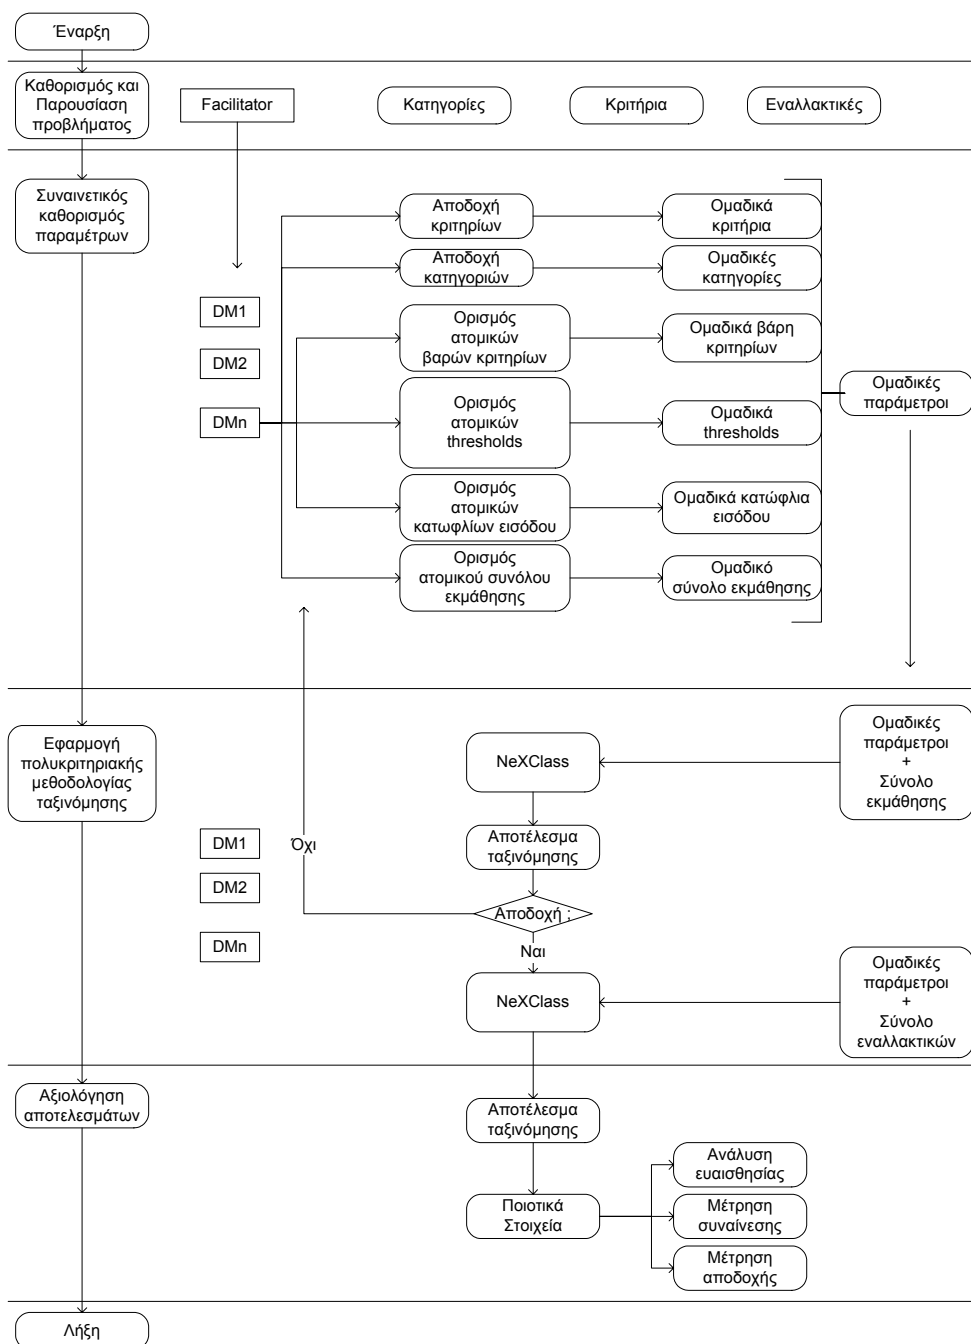 Έναρξη
Καθορισμός και
Παρουσίαση
προβλήματος
Facilitator
Κατηγορίες
Κριτήρια
Εναλλακτικές
Συναινετικός
καθορισμός
παραμέτρων
Αποδοχή
κριτηρίων
Ομαδικά
κριτήρια
Αποδοχή
κατηγοριών
Ομαδικές
κατηγορίες
DM1
DM2
DMn
Ορισμός
ατομικών
βαρών κριτηρίων
Ομαδικά βάρη
κριτηρίων
Ορισμός
ατομικών
thresholds
Ομαδικά
thresholds
Ομαδικές
παράμετροι
Ορισμός
ατομικών
κατωφλίων εισόδου
Ομαδικά κατώφλια
εισόδου
Ορισμός
ατομικού συνόλου
εκμάθησης
Ομαδικό
σύνολο εκμάθησης
Εφαρμογή
πολυκριτηριακής
μεθοδολογίας
ταξινόμησης
NeXClass
Ομαδικές
παράμετροι
+
Σύνολο
εκμάθησης
DM1
DM2
DMn
Όχι
Αποτέλεσμα
ταξινόμησης
Αποδοχή ;
Ναι
NeXClass
Ομαδικές
παράμετροι
+
Σύνολο
εναλλακτικών
Αξιολόγηση
αποτελεσμάτων
Αποτέλεσμα
ταξινόμησης
Ποιοτικά
Στοιχεία
Ανάλυση
ευαισθησίας
Μέτρηση
συναίνεσης
Μέτρηση
αποδοχής
Λήξη